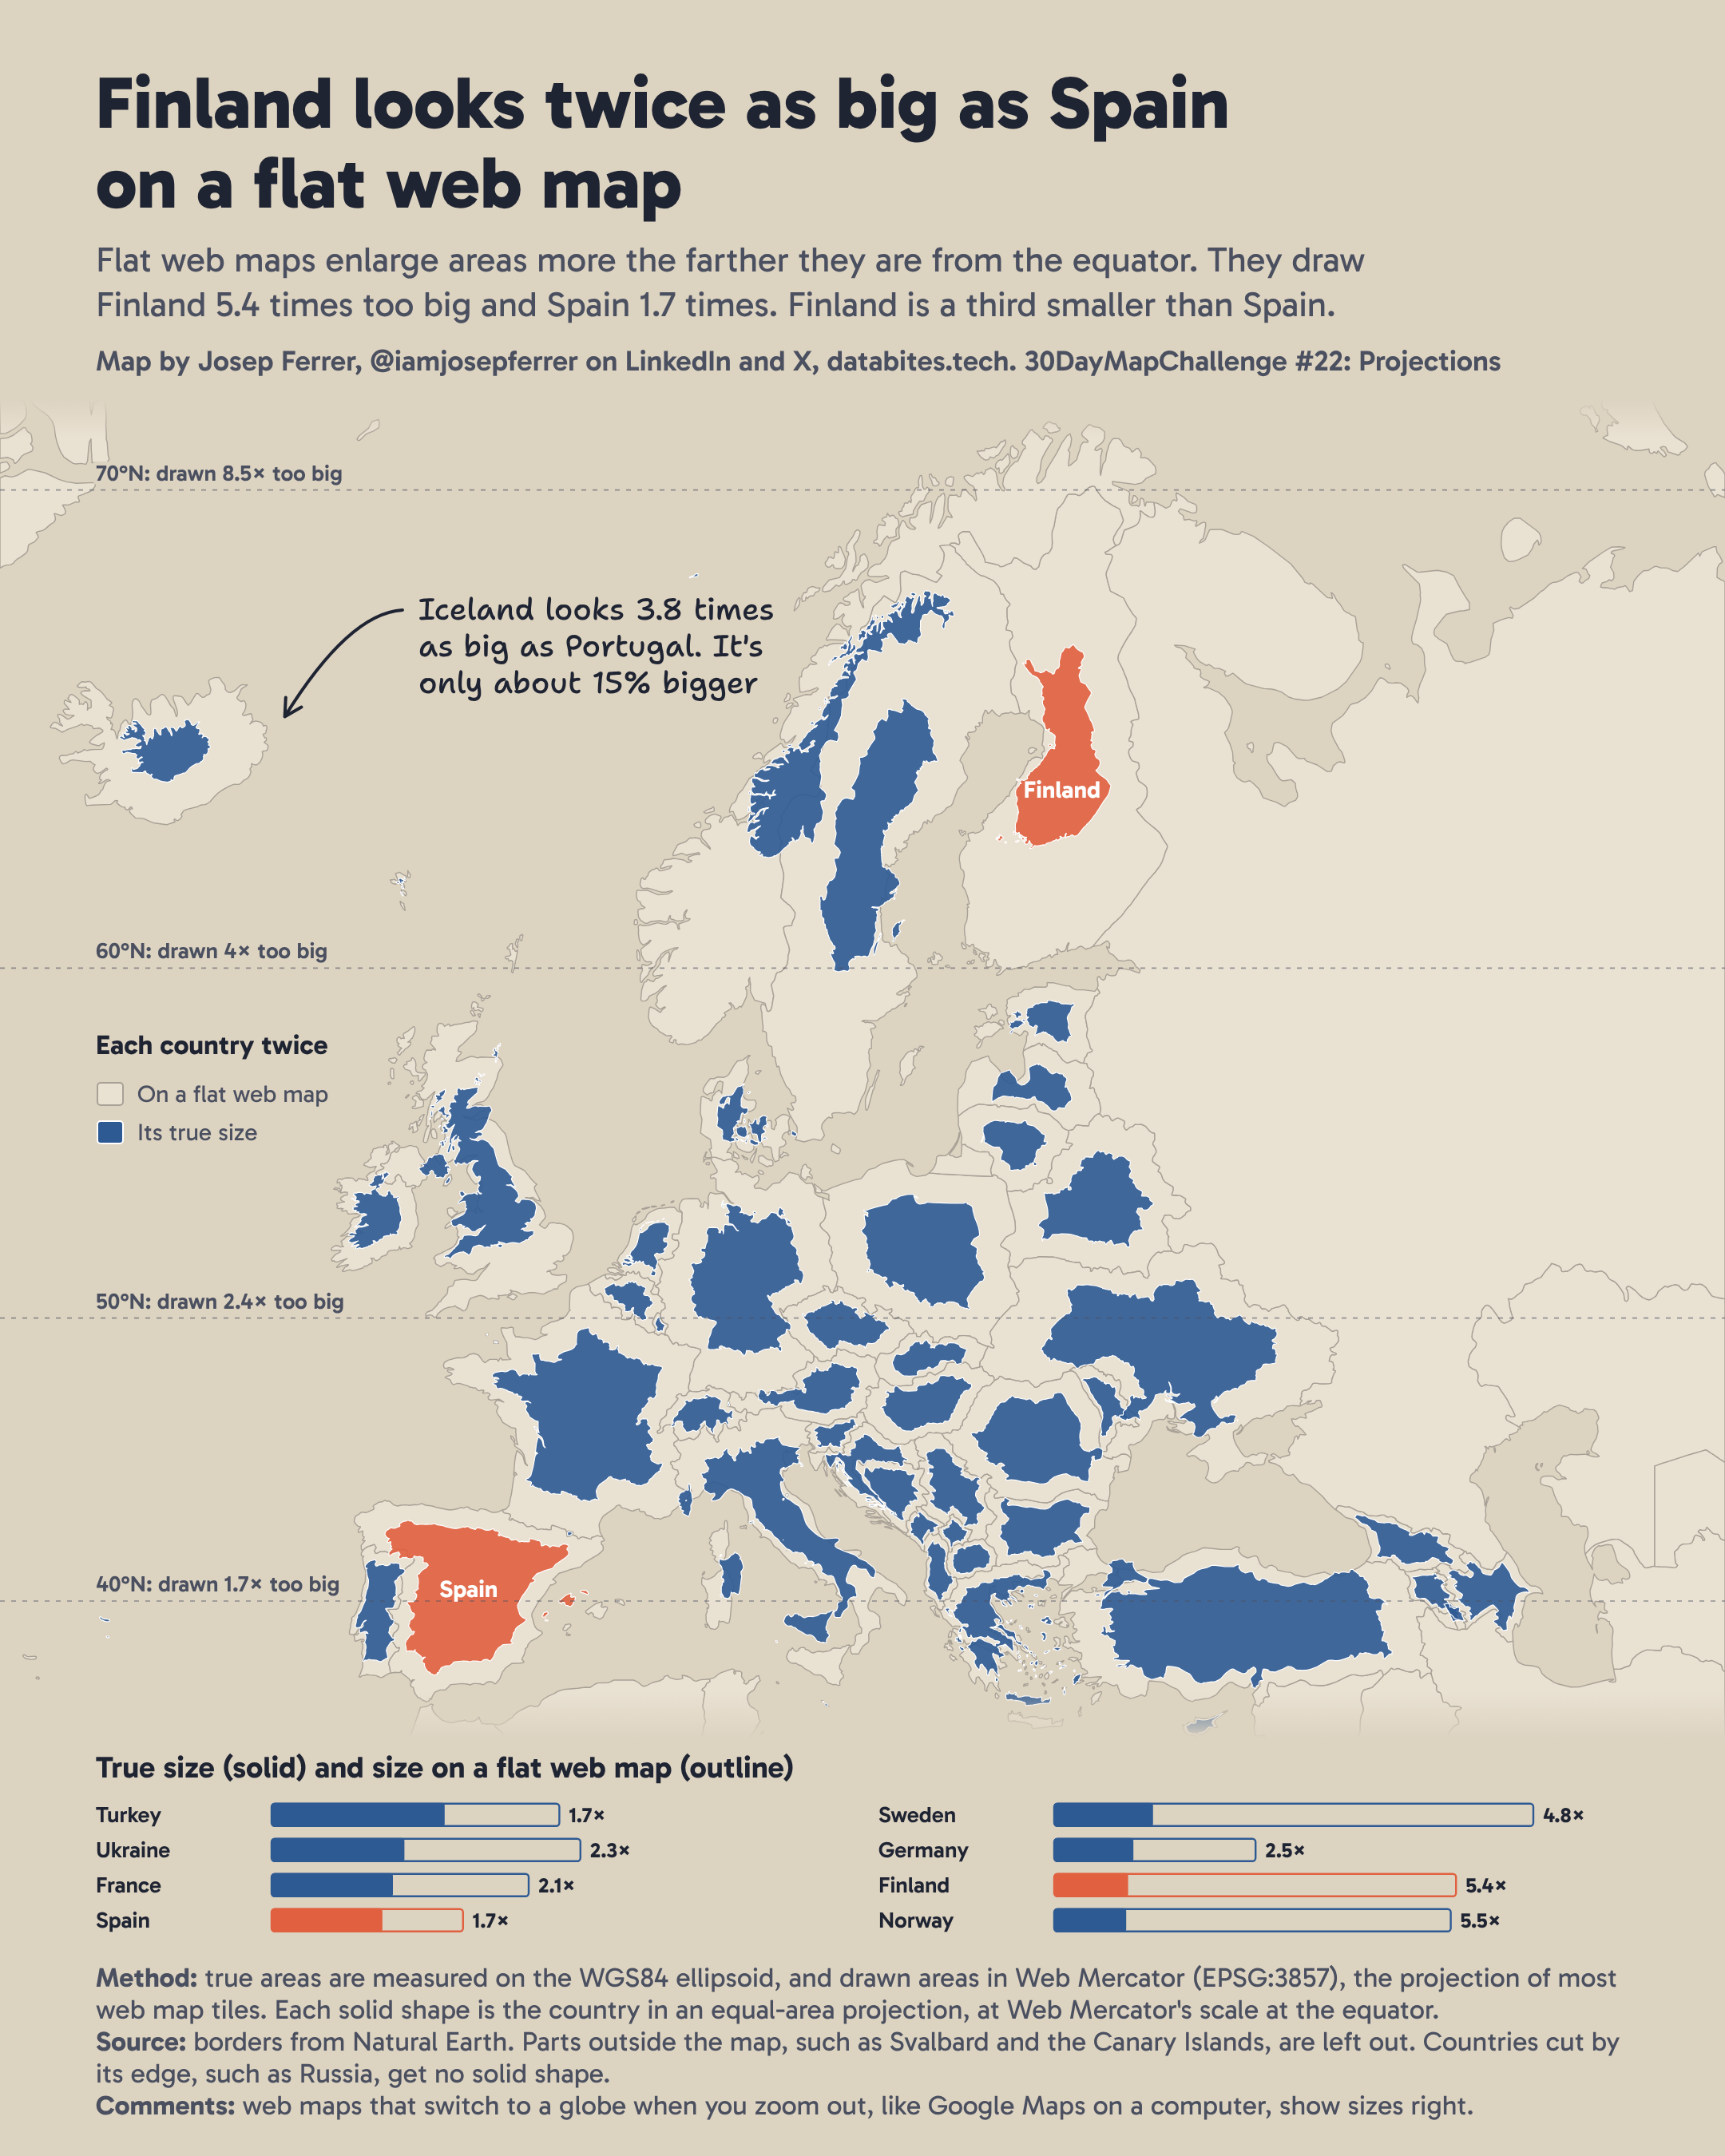 Finland looks twice as big as Spain
on a flat web map
Flat web maps enlarge areas more the farther they are from the equator. They draw
Finland 5.4 times too big and Spain 1.7 times. Finland is a third smaller than Spain.
Map by Josep Ferrer, @iamjosepferrer on LinkedIn and X, databites.tech. 30DayMapChallenge #22: Projections
70°N: drawn 8.5× too big
Iceland looks 3.8 times
as big as Portugal. It's
only about 15% bigger
Finland
60°N: drawn 4× too big
Each country twice
On a flat web map
Its true size
50°N: drawn 2.4× too big
40°N: drawn 1.7× too big
Spain
True size (solid) and size on a flat web map (outline)
Turkey 1.7×
Ukraine 2.3×
France 2.1×
Spain 1.7×
Sweden 4.8×
Germany 2.5×
Finland 5.4×
Norway 5.5×
Method: true areas are measured on the WGS84 ellipsoid, and drawn areas in Web Mercator (EPSG:3857), the projection of most
web map tiles. Each solid shape is the country in an equal-area projection, at Web Mercator's scale at the equator.
Source: borders from Natural Earth. Parts outside the map, such as Svalbard and the Canary Islands, are left out. Countries cut by
its edge, such as Russia, get no solid shape.
Comments: web maps that switch to a globe when you zoom out, like Google Maps on a computer, show sizes right.